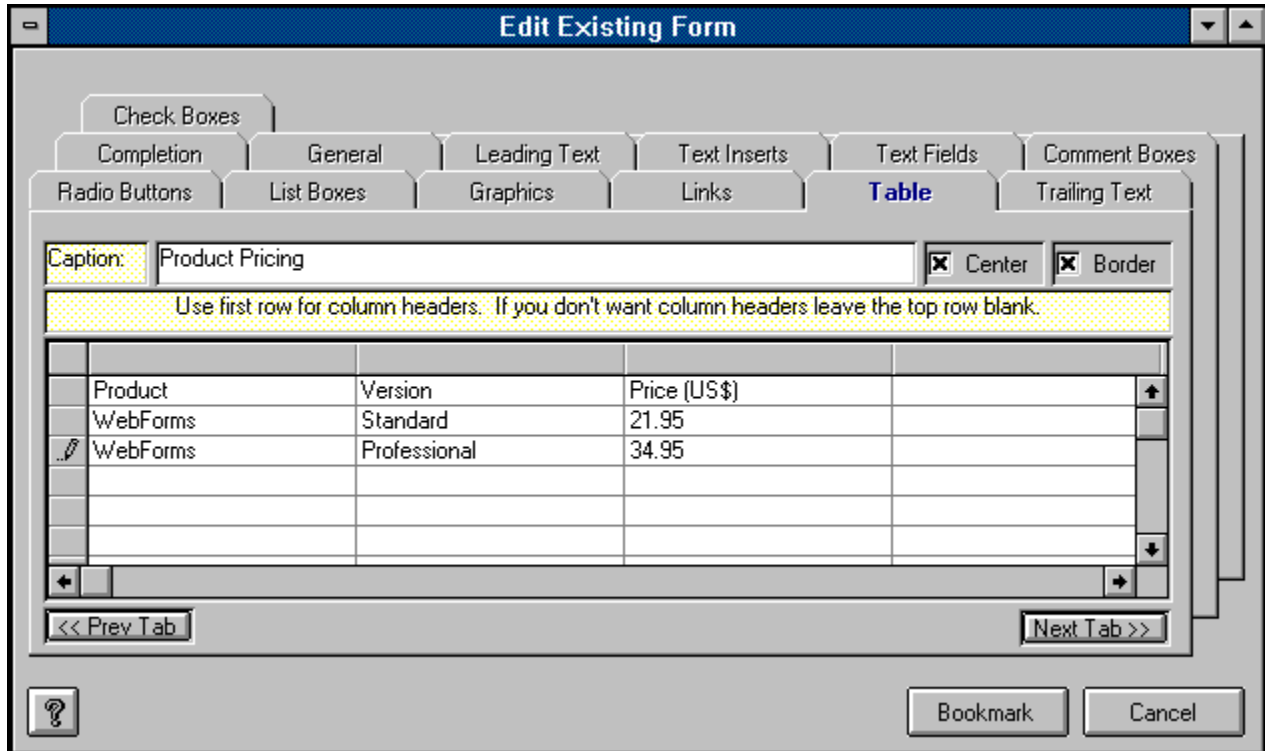 Edit Existing Form
Check Boxes
Completion General Leading Text Text Inserts Text Fields Comment Boxes
Radio Buttons List Boxes Graphics Links Table Trailing Text
Caption: Product Pricing Center Border
Use first row for column headers. If you don't want column headers leave the top row blank.
Product Version Price (US$)
WebForms Standard 21.95
WebForms Professional 34.95
<< Prev Tab Next Tab >>
? Bookmark Cancel